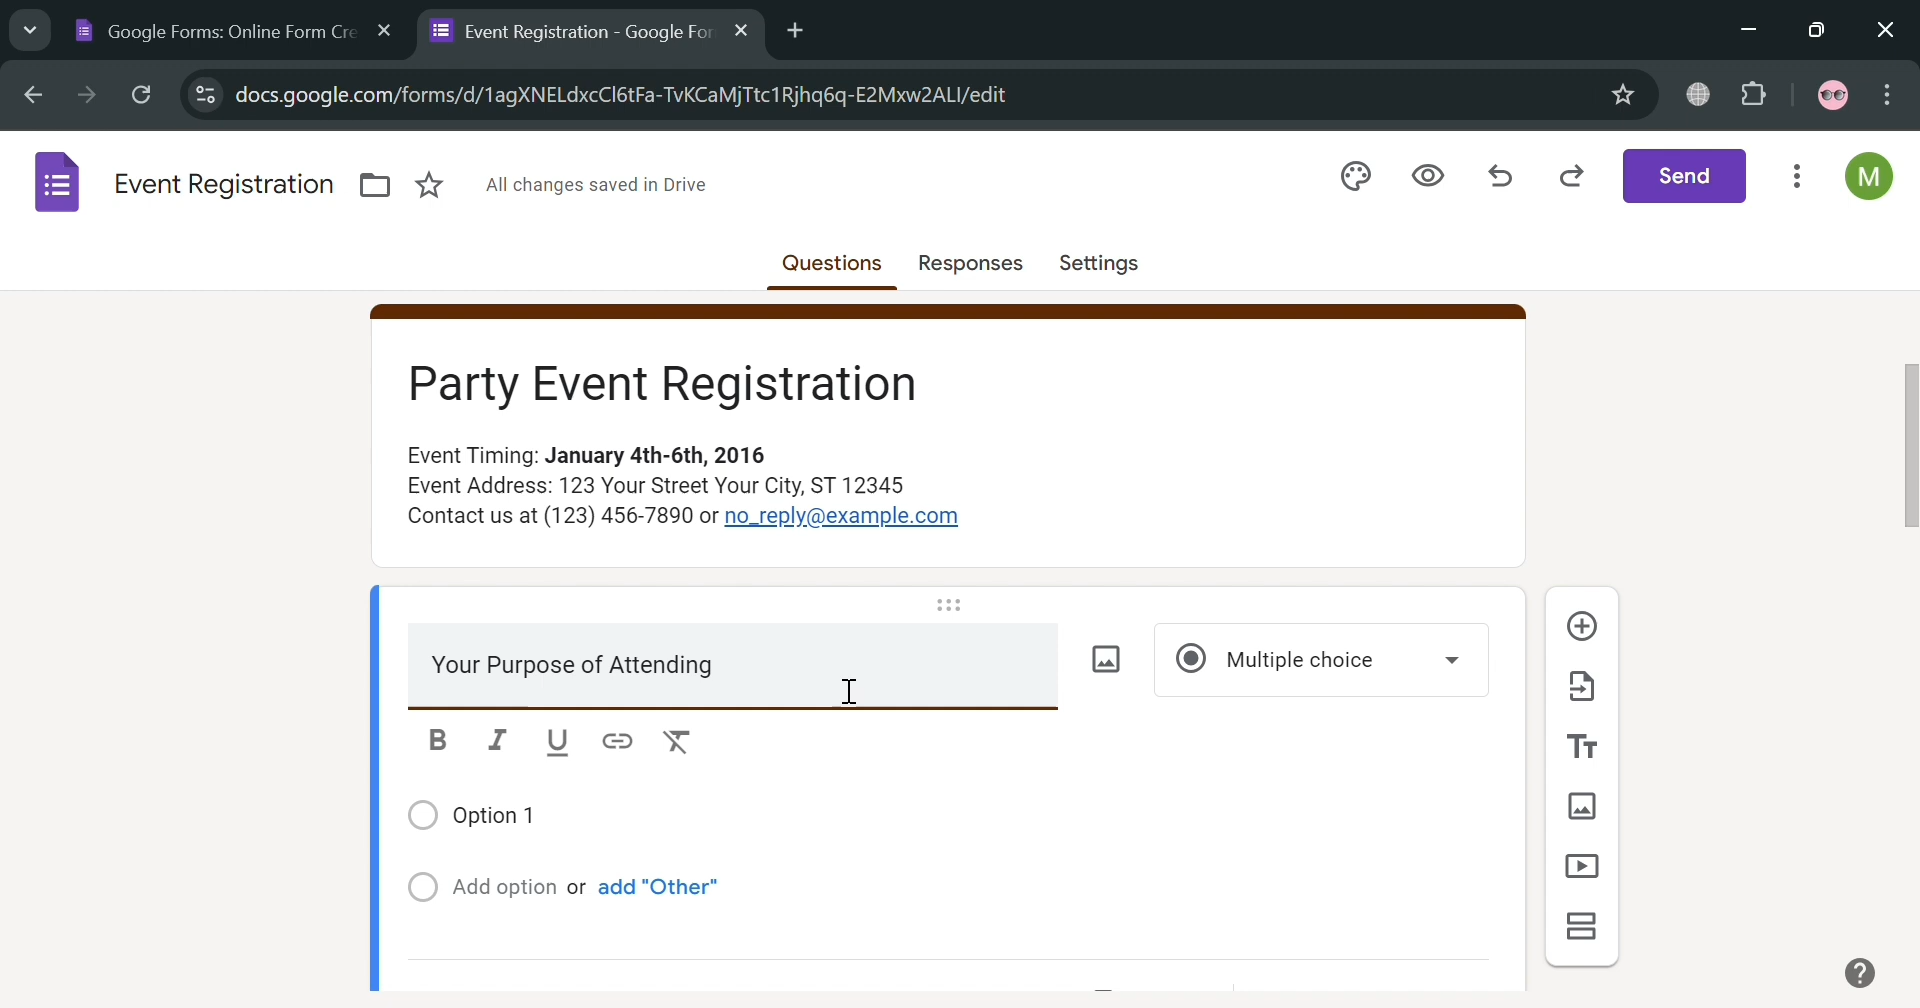 Google Forms: Online Form Cre
Event Registration - Google For
docs.google.com/forms/d/1agXNELdxcCl6tFa-TvKCaMjTtc1Rjhq6q-E2Mxw2ALI/edit
Event Registration
All changes saved in Drive
Send
M
Questions
Responses
Settings
Party Event Registration
Event Timing: January 4th-6th, 2016
Event Address: 123 Your Street Your City, ST 12345
Contact us at (123) 456-7890 or no_reply@example.com
Your Purpose of Attending
Multiple choice
Option 1
Add option or add "Other"